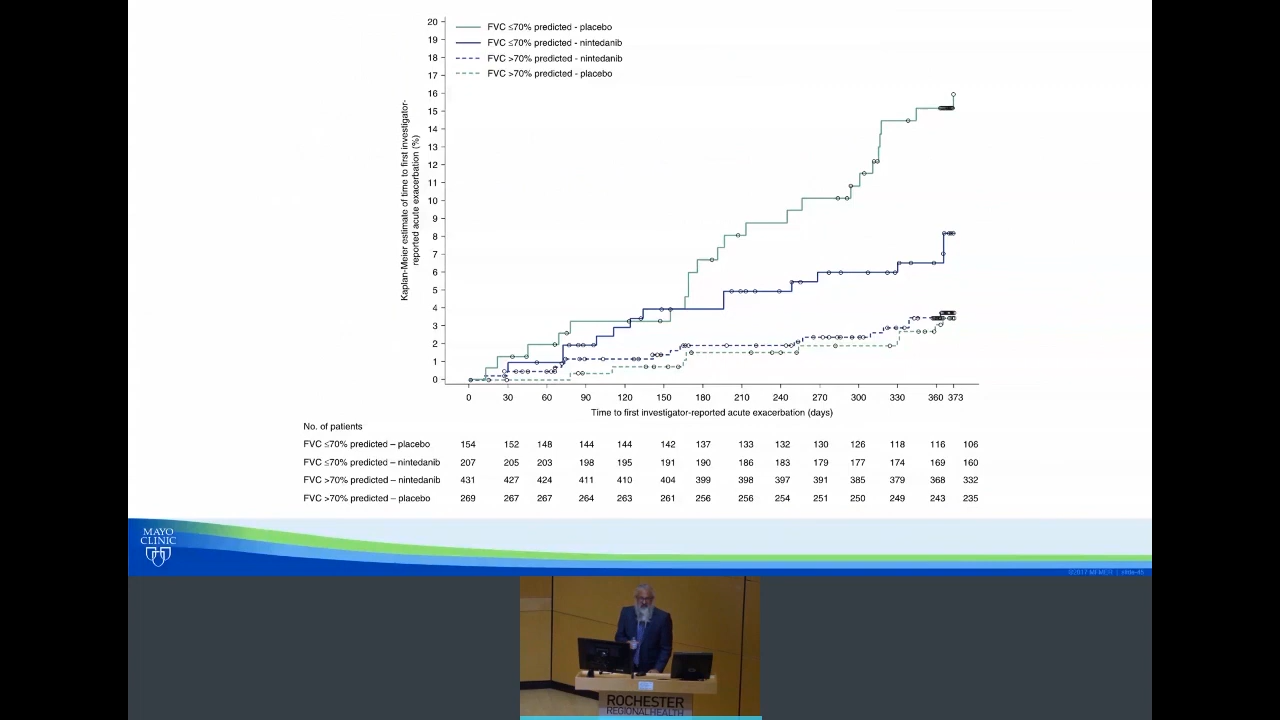 FVC ≤70% predicted - placebo
FVC ≤70% predicted - nintedanib
FVC >70% predicted - nintedanib
FVC >70% predicted - placebo
20
19
18
17
16
15
14
13
12
11
10
9
8
7
6
5
4
3
2
1
0
Kaplan-Meier estimate of time to first investigator-
reported acute exacerbation (%)
0 30 60 90 120 150 180 210 240 270 300 330 360 373
Time to first investigator-reported acute exacerbation (days)
No. of patients
FVC ≤70% predicted – placebo 154 152 148 144 144 142 137 133 132 130 126 118 116 106
FVC ≤70% predicted – nintedanib 207 205 203 198 195 191 190 186 183 179 177 174 169 160
FVC >70% predicted – nintedanib 431 427 424 411 410 404 399 398 397 391 385 379 368 332
FVC >70% predicted – placebo 269 267 267 264 263 261 256 256 254 251 250 249 243 235
MAYO
CLINIC
©2017 MFMER | slide-45
ROCHESTER
REGIONAL HEALTH